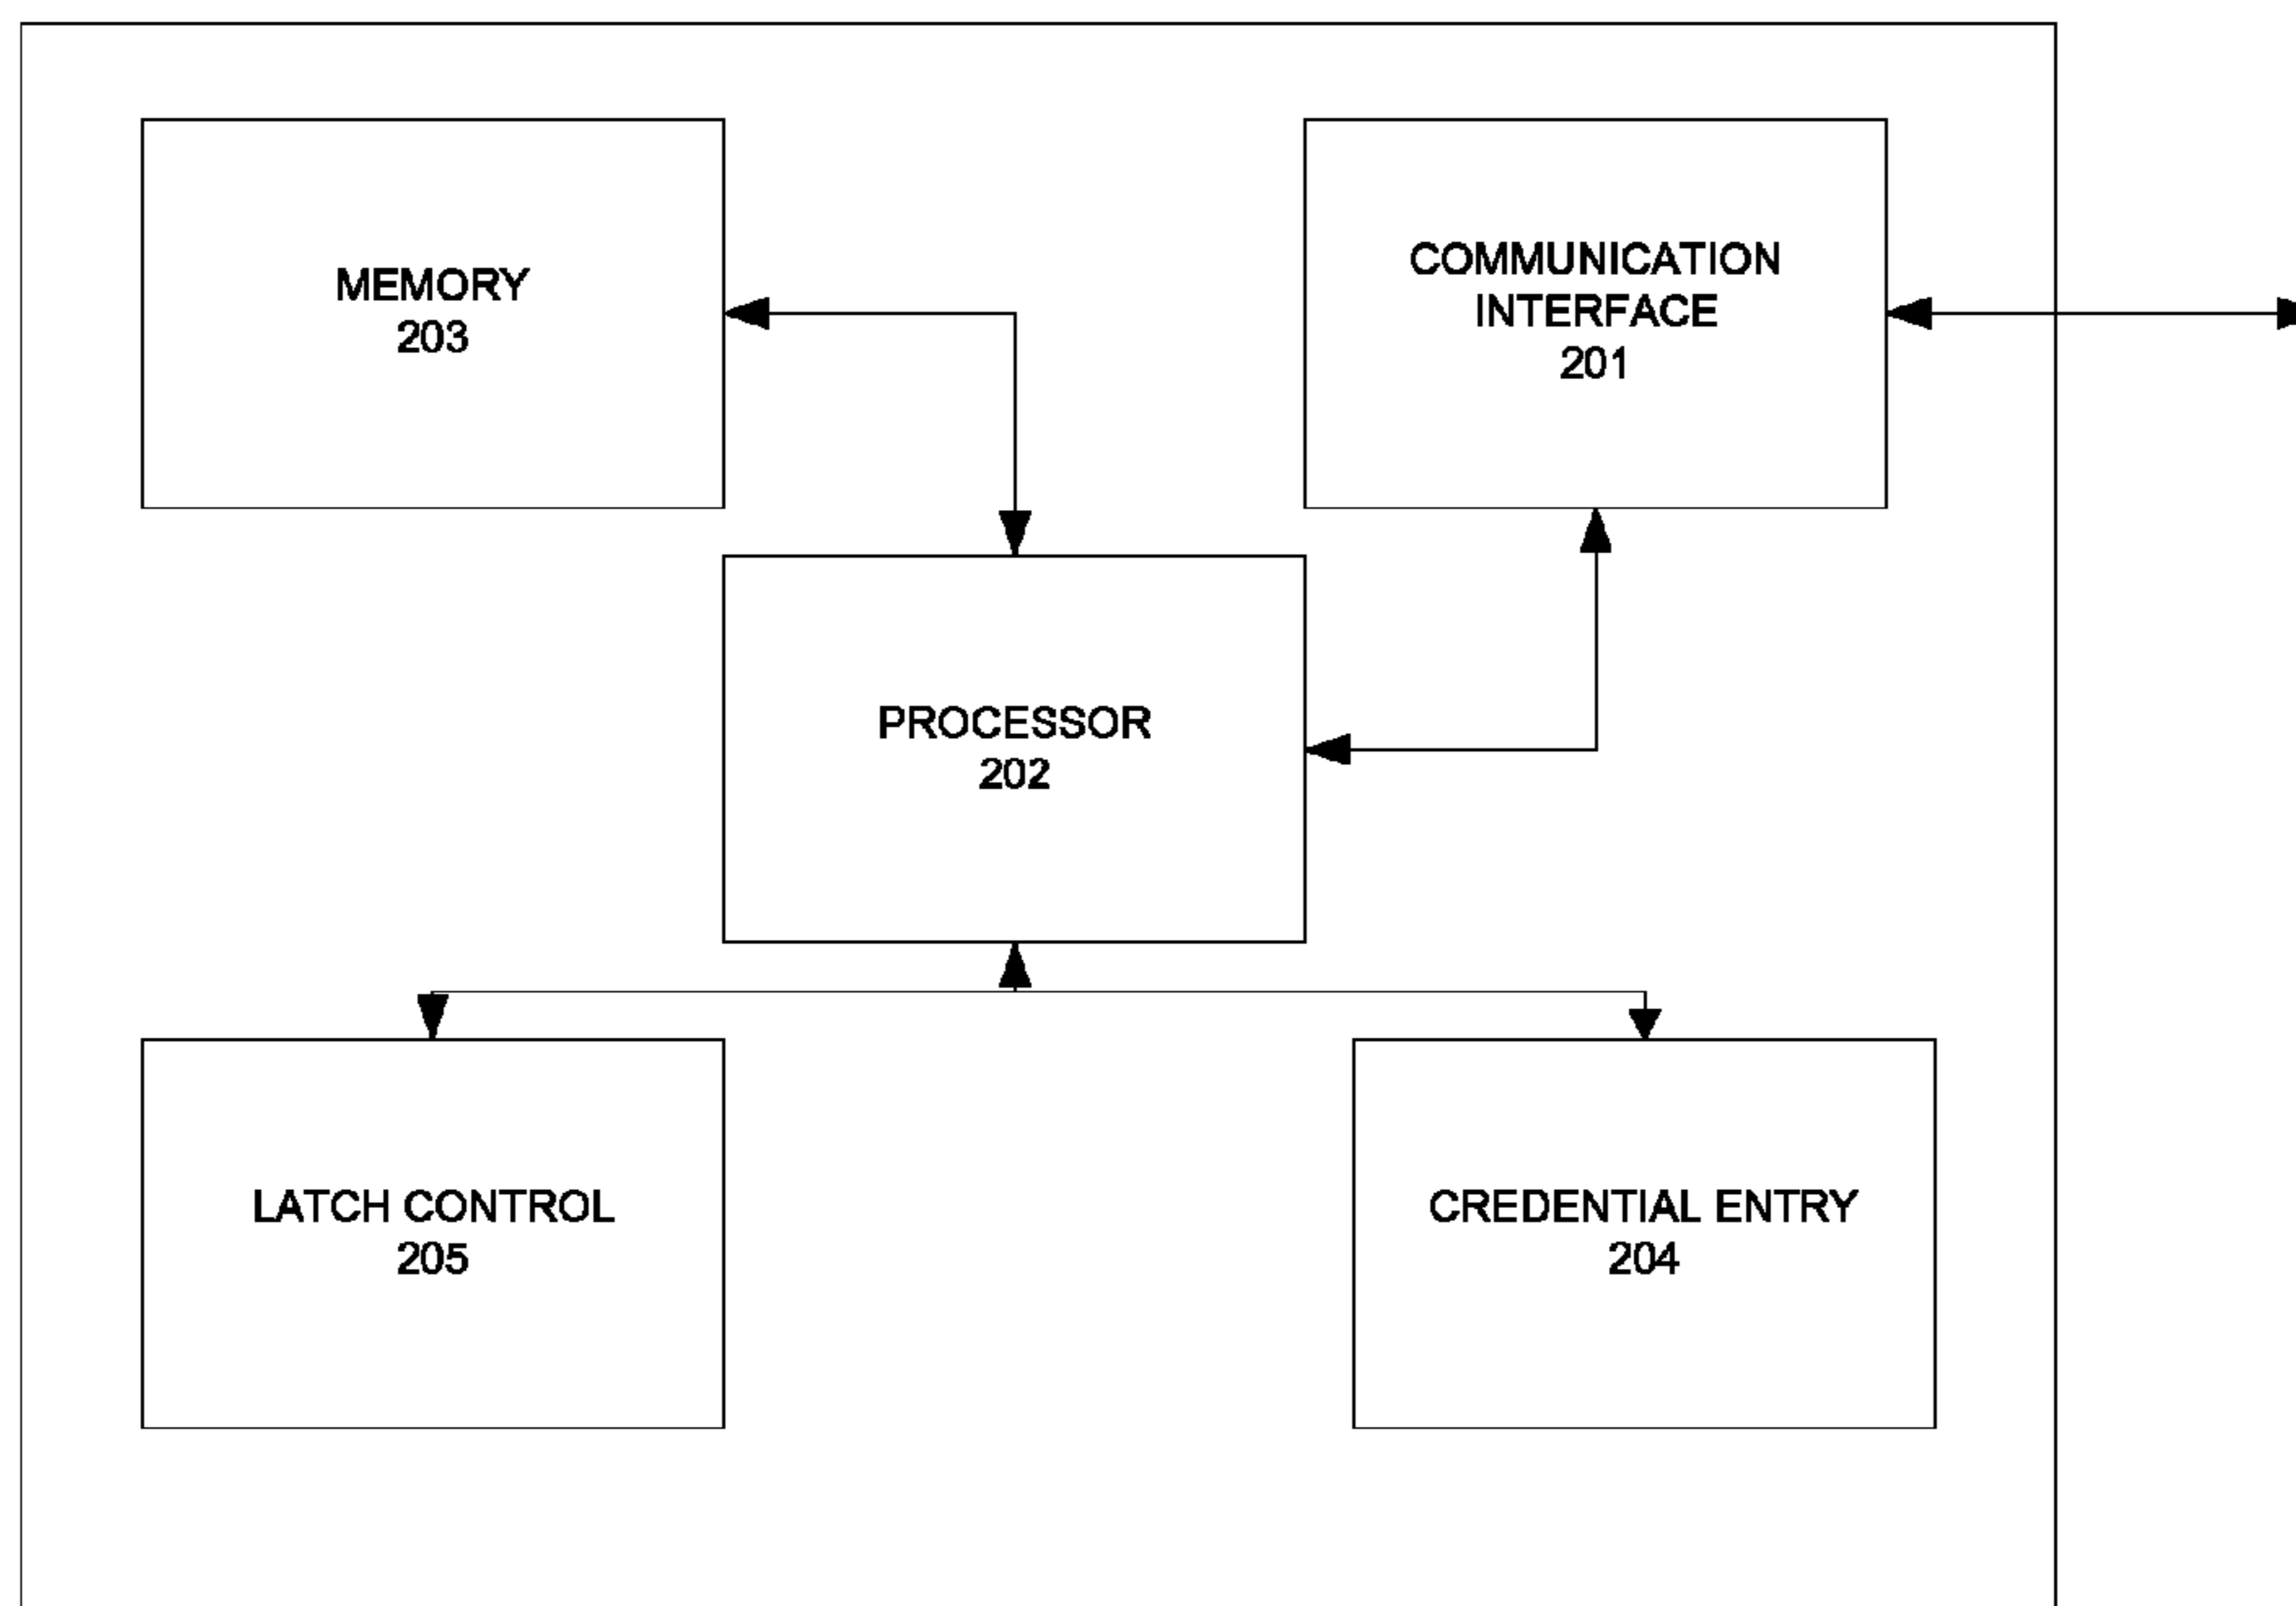 MEMORY
203
COMMUNICATION
INTERFACE
201
PROCESSOR
202
LATCH CONTROL
205
CREDENTIAL ENTRY
204